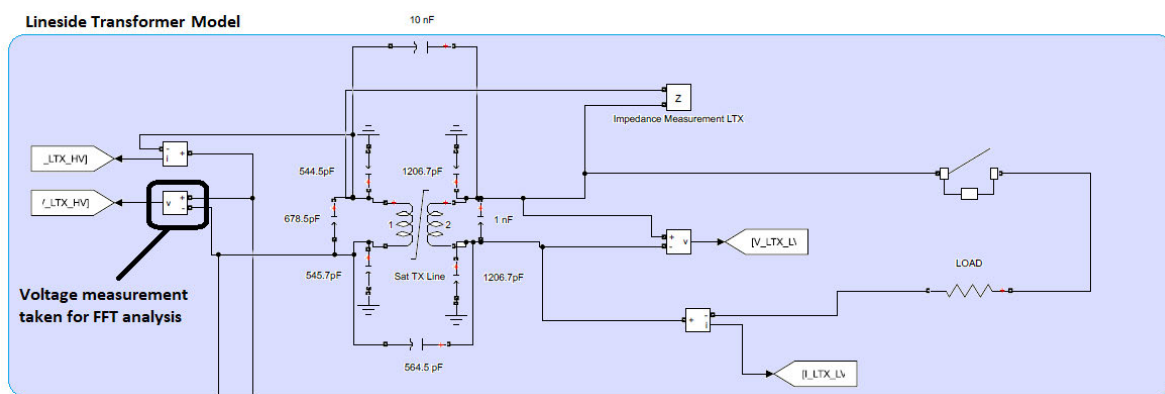 Lineside Transformer Model
10 nF
Z
Impedance Measurement LTX
_LTX_HV]
i
-
+
544.5pF
1206.7pF
/_LTX_HV]
v
+
-
678.5pF
1
2
1 nF
+
-
v
[V_LTX_L\
545.7pF
Sat TX Line
1206.7pF
LOAD
Voltage measurement
taken for FFT analysis
+
-
i
564.5 pF
[I_LTX_L\